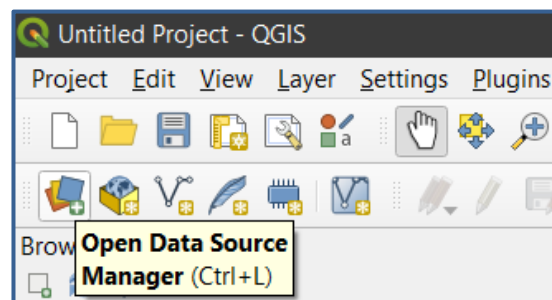 Untitled Project - QGIS
Project Edit View Layer Settings Plugins
a
Open Data Source
Brow
Manager (Ctrl+L)